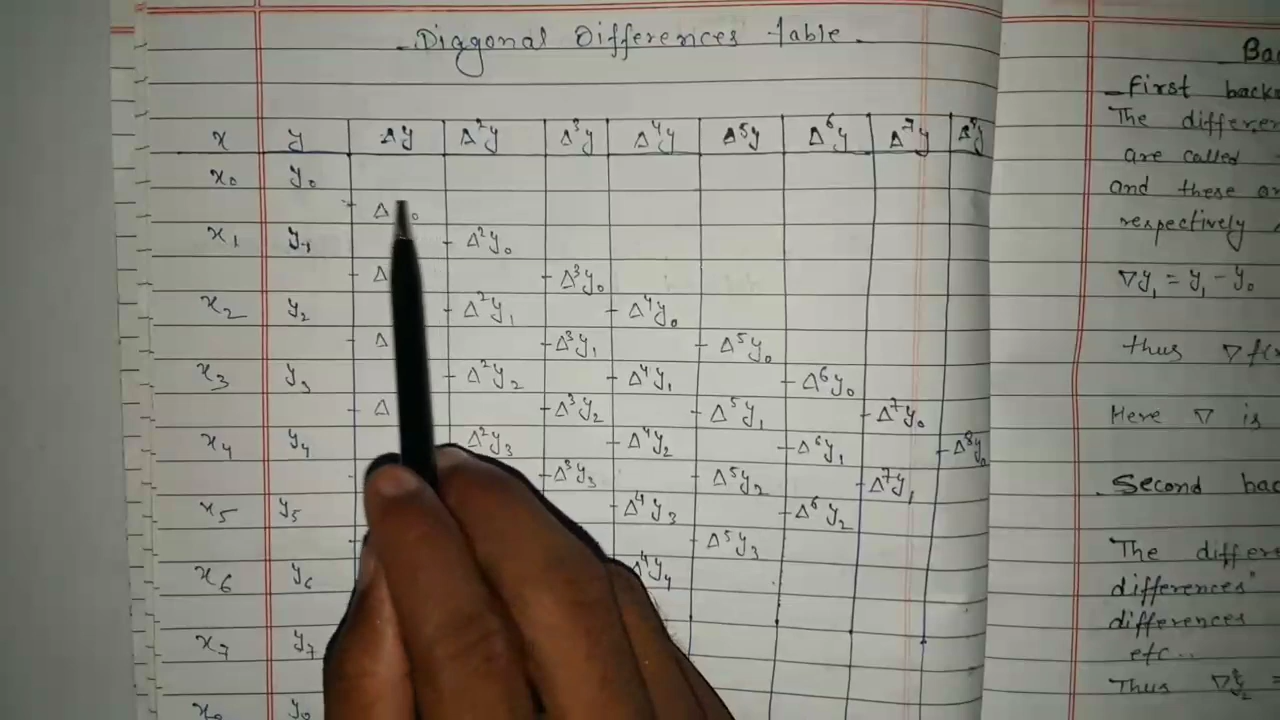 Diggonal Differences table
x y Δy Δ²y Δ³y Δ⁴y Δ⁵y Δ⁶y Δ⁷y Δ⁸y
x₀ y₀
x₁ y₁ Δ²y₀
Δ³y₀
x₂ y₂ Δ²y₁ Δ⁴y₀
Δ³y₁ Δ⁵y₀
x₃ y₃ Δ²y₂ Δ⁴y₁ Δ⁶y₀
Δ³y₂ Δ⁵y₁ Δ⁷y₀
x₄ y₄ Δ²y₃ Δ⁴y₂ Δ⁶y₁ Δ⁸y₀
Δ³y₃ Δ⁵y₂ Δ⁷y₁
x₅ y₅ Δ⁴y₃ Δ⁶y₂
Δ⁵y₃
x₆ y₆ Δ⁴y₄
x₇ y₇
First
The
are called
and these
respectively
∇y₁ = y₁ - y₀
thus
Here ∇ is
Second
The
differences"
differences
etc..
Thus